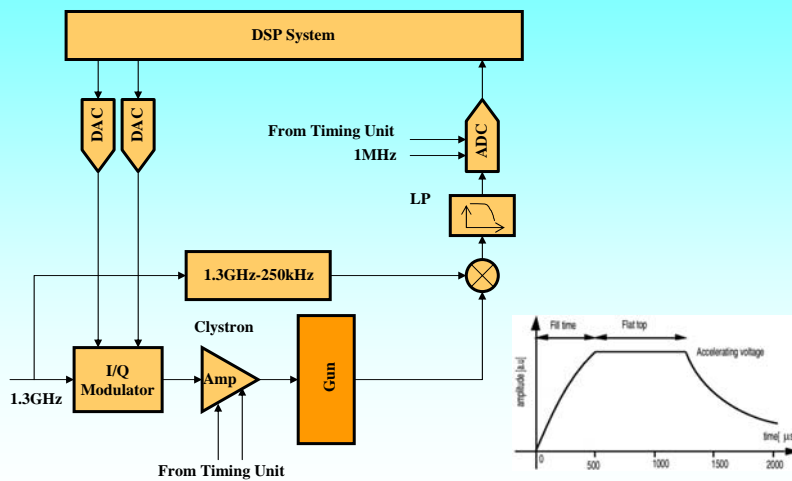 DSP System
DAC
DAC
ADC
From Timing Unit
1MHz
LP
1.3GHz-250kHz
Clystron
I/Q
Modulator
Amp
Gun
1.3GHz
From Timing Unit
Fill time
Flat top
Accelerating voltage
amplitude [a.u]
time[ μs
0
500
1000
1500
2000